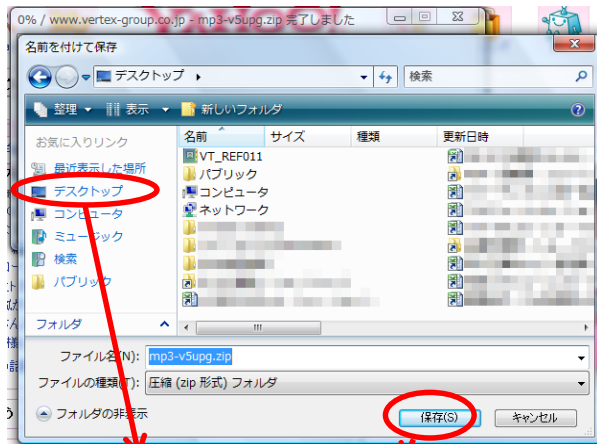 0% / www.vertex-group.co.jp - mp3-v5upg.zip 完了しました
名前を付けて保存
デスクトップ
検索
整理 表示 新しいフォルダ
お気に入りリンク
最近表示した場所
デスクトップ
コンピュータ
ミュージック
検索
パブリック
フォルダ
名前 サイズ 種類 更新日時
VT_REF011
パブリック
コンピュータ
ネットワーク
ファイル名(N): mp3-v5upg.zip
ファイルの種類(T): 圧縮 (zip 形式) フォルダ
フォルダの非表示
保存(S) キャンセル